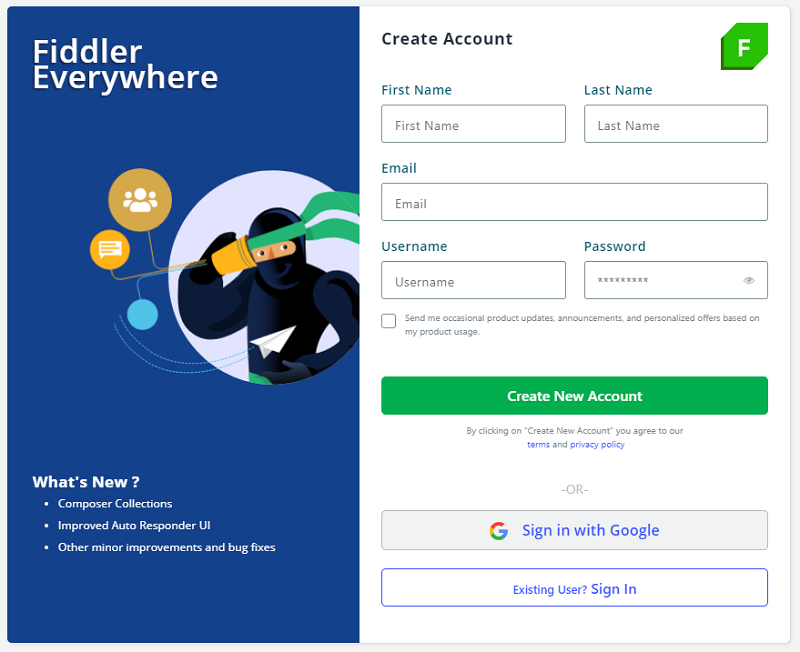 Fiddler
Everywhere
What's New ?
Composer Collections
Improved Auto Responder UI
Other minor improvements and bug fixes
Create Account
F
First Name
Last Name
First Name
Last Name
Email
Email
Username
Password
Username
*********
Send me occasional product updates, announcements, and personalized offers based on
my product usage.
Create New Account
By clicking on "Create New Account" you agree to our
terms and privacy policy
-OR-
Sign in with Google
Existing User? Sign In